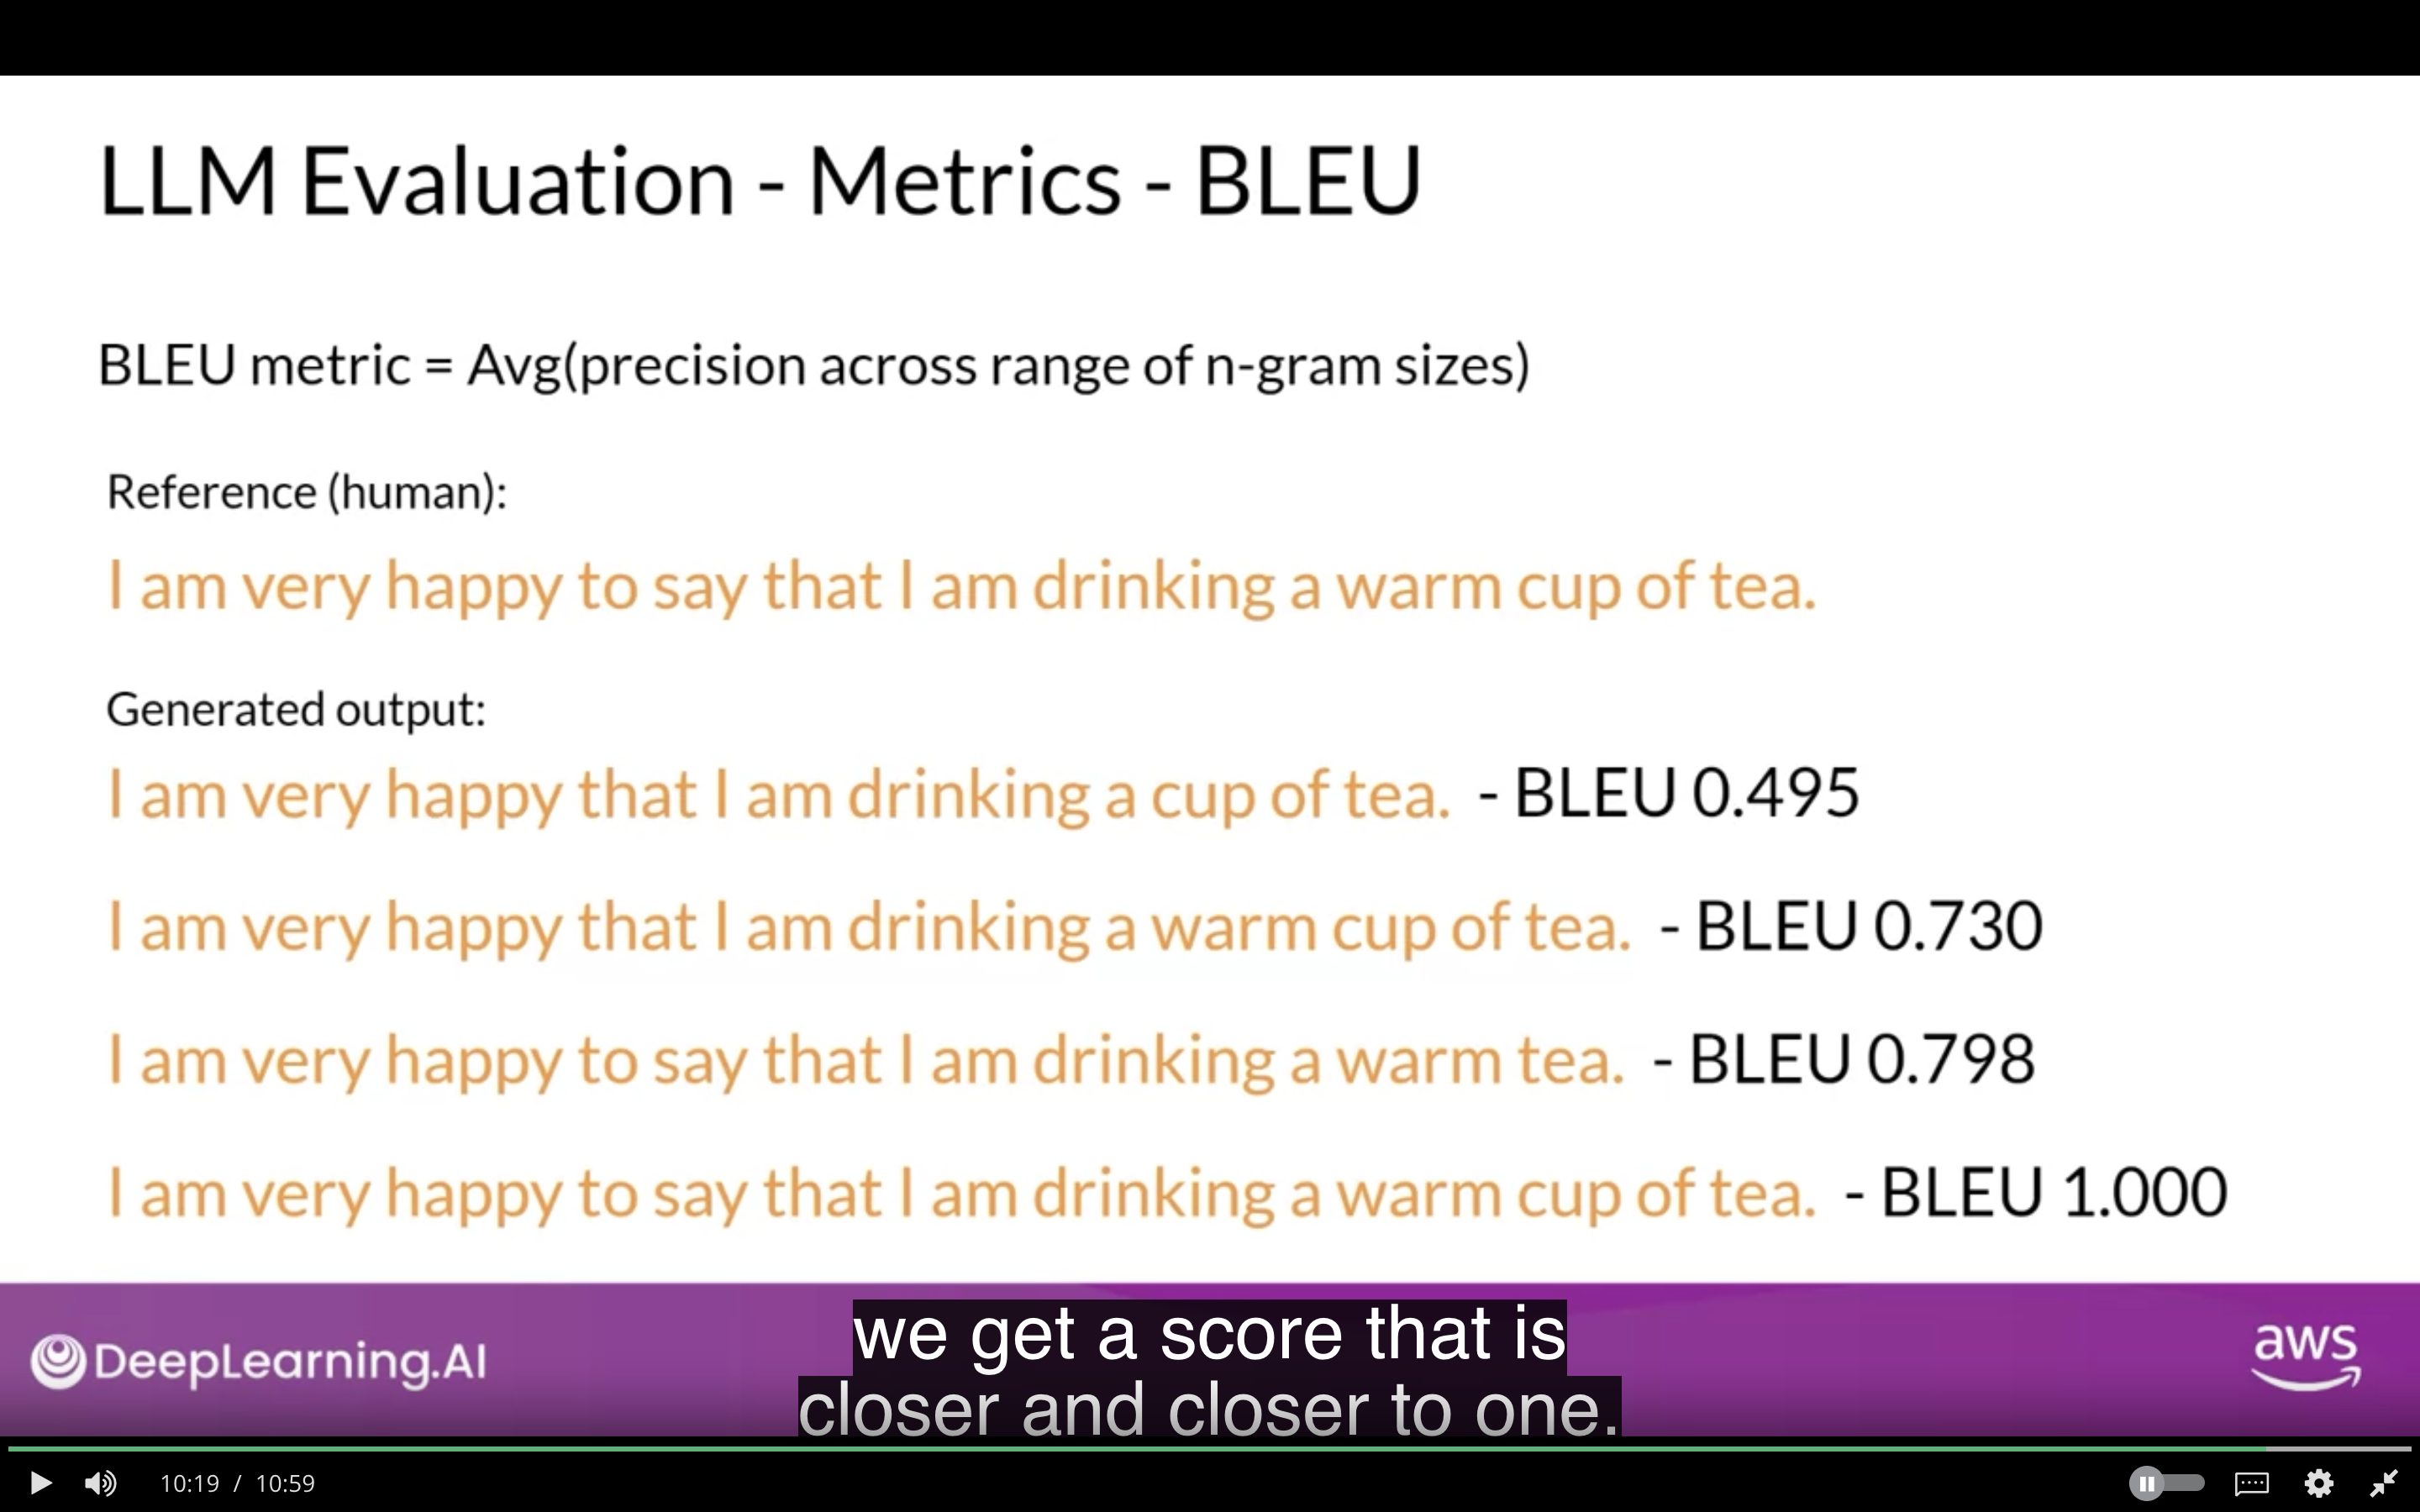 LLM Evaluation - Metrics - BLEU
BLEU metric = Avg(precision across range of n-gram sizes)
Reference (human):
I am very happy to say that I am drinking a warm cup of tea.
Generated output:
I am very happy that I am drinking a cup of tea. - BLEU 0.495
I am very happy that I am drinking a warm cup of tea. - BLEU 0.730
I am very happy to say that I am drinking a warm tea. - BLEU 0.798
I am very happy to say that I am drinking a warm cup of tea. - BLEU 1.000
DeepLearning.AI
we get a score that is
closer and closer to one.
aws
10:19 / 10:59